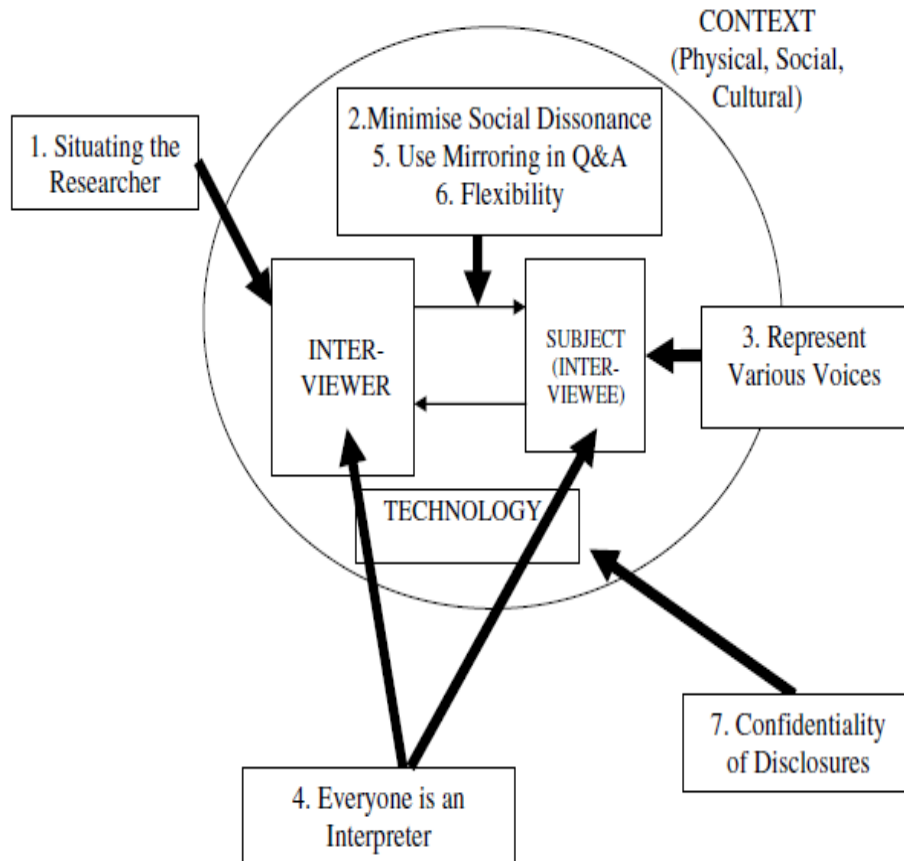 CONTEXT
(Physical, Social,
Cultural)
2.Minimise Social Dissonance
5. Use Mirroring in Q&A
6. Flexibility
1. Situating the
Researcher
INTER-
VIEWER
SUBJECT
(INTER-
VIEWEE)
3. Represent
Various Voices
TECHNOLOGY
7. Confidentiality
of Disclosures
4. Everyone is an
Interpreter